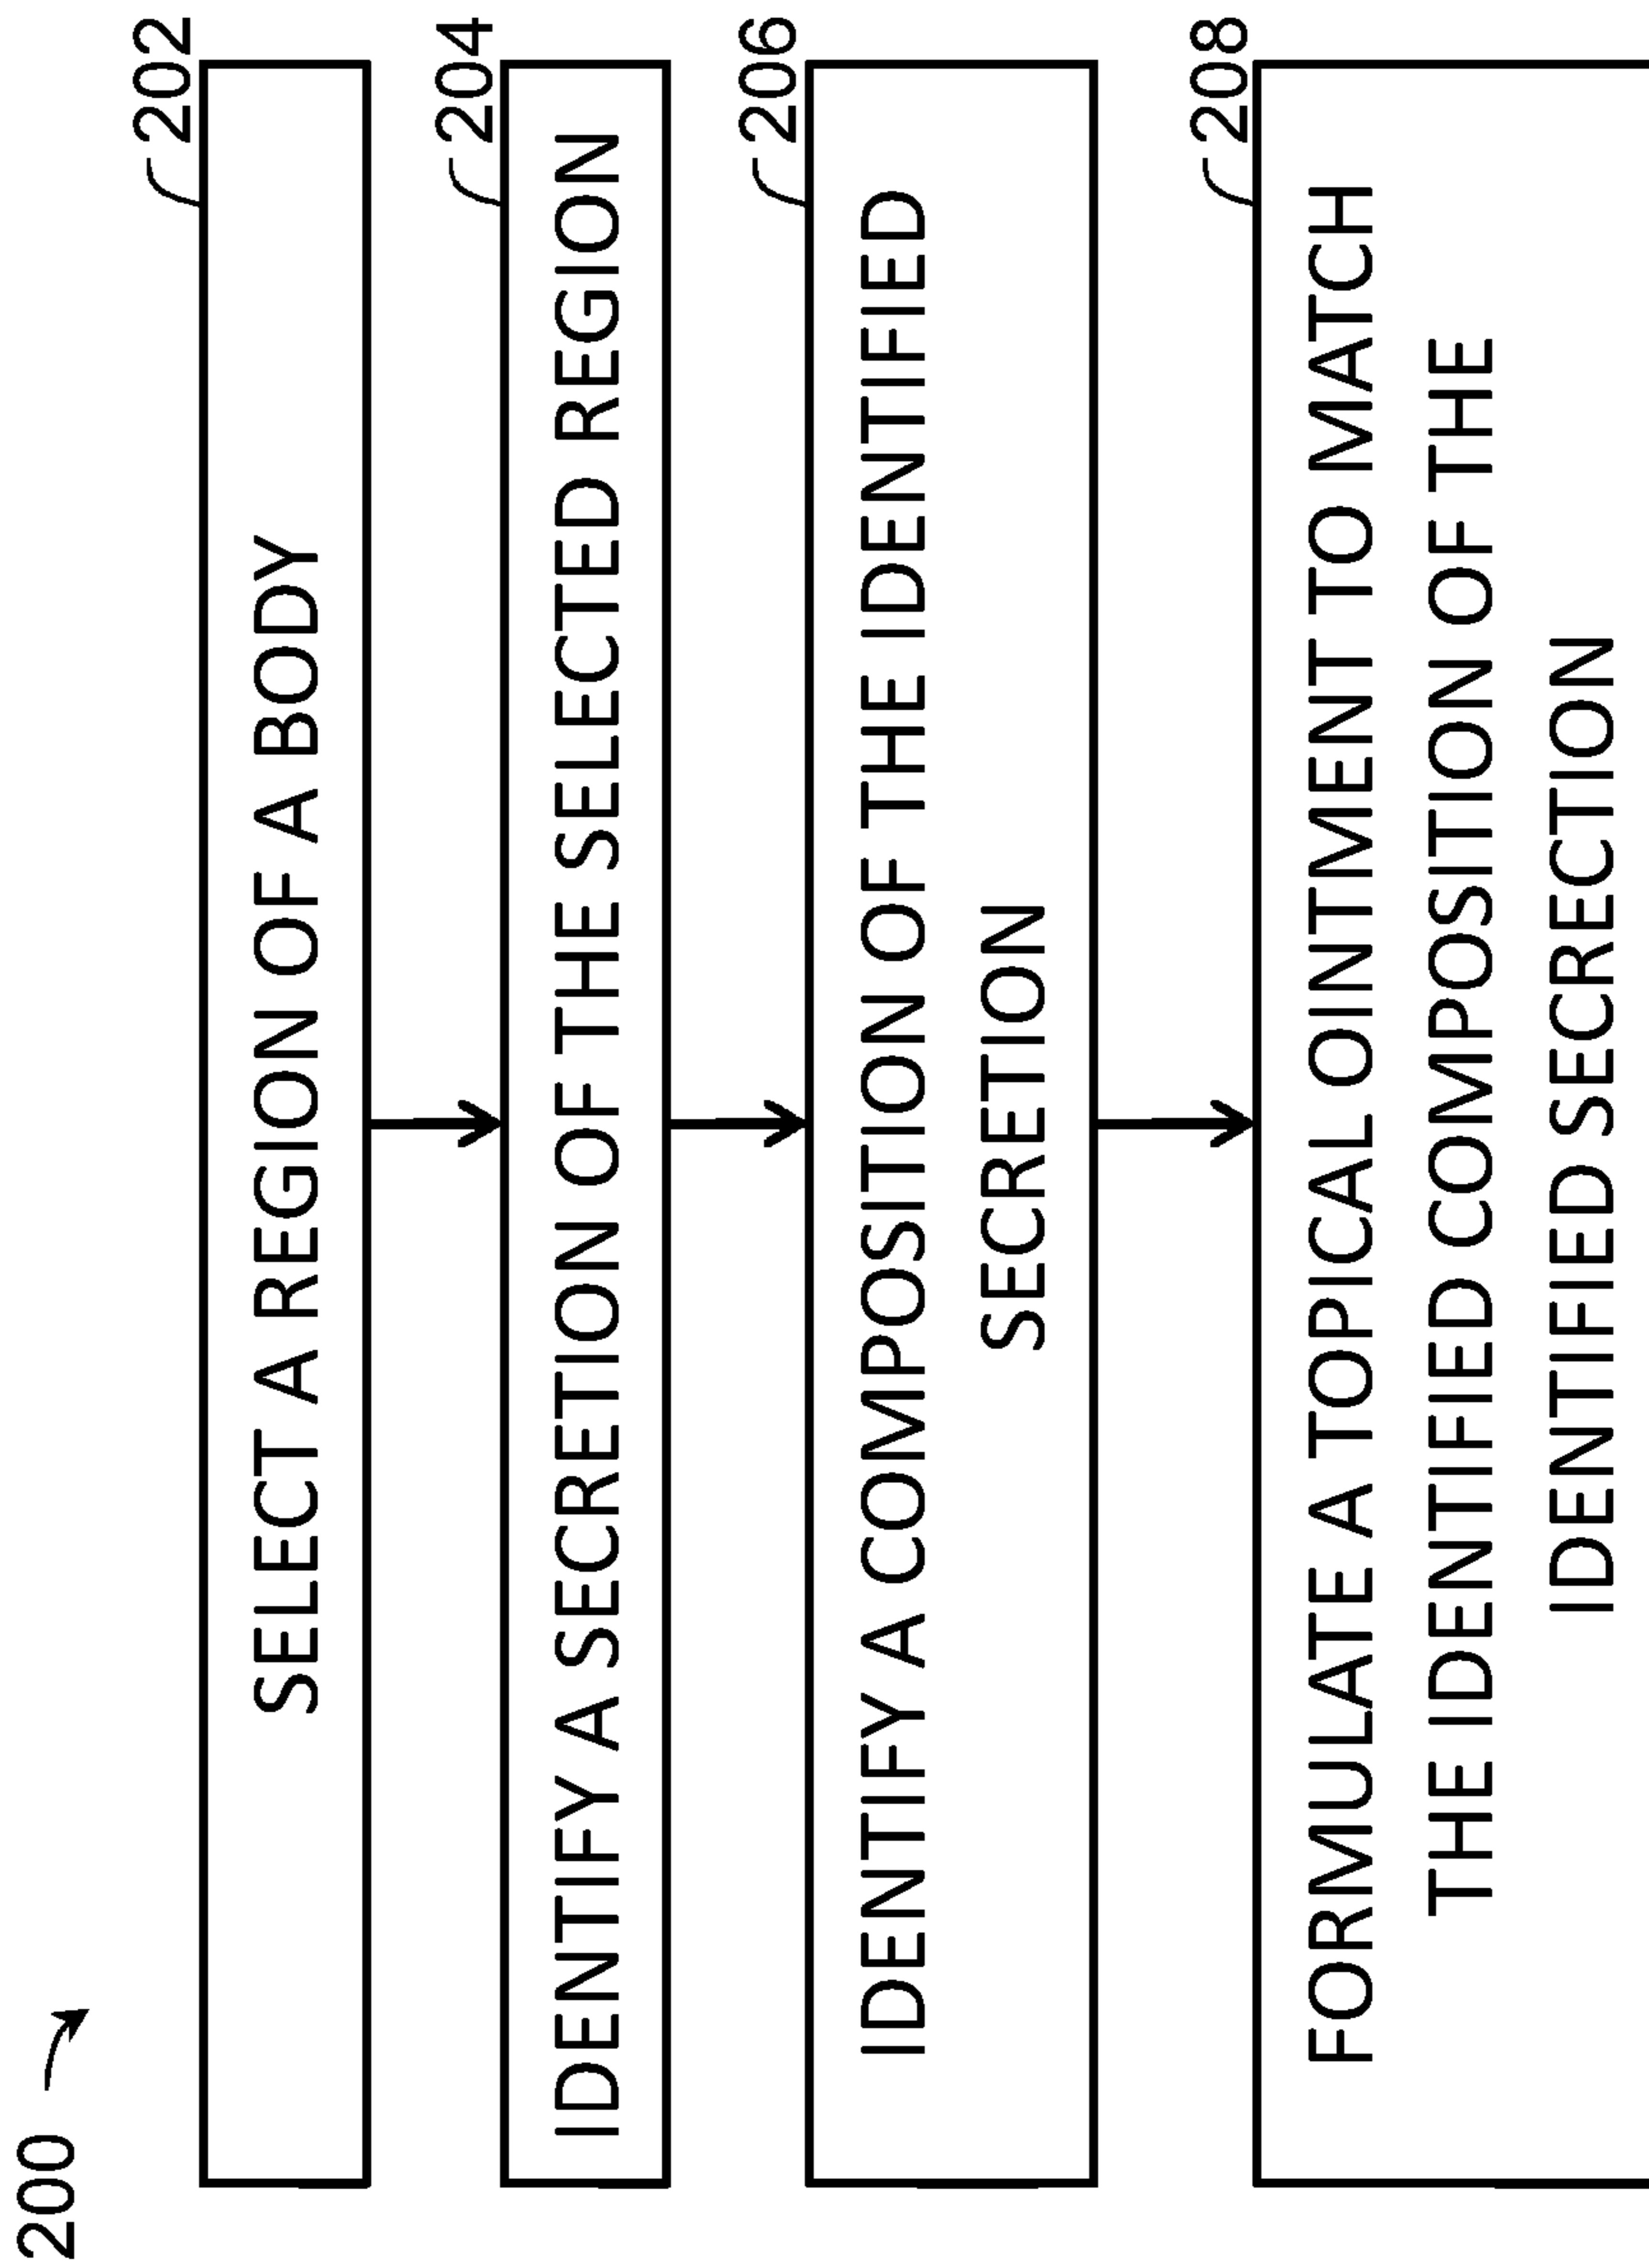 200
202
SELECT A REGION OF A BODY
204
IDENTIFY A SECRETION OF THE SELECTED REGION
206
IDENTIFY A COMPOSITION OF THE IDENTIFIED
SECRETION
208
FORMULATE A TOPICAL OINTMENT TO MATCH
THE IDENTIFIED COMPOSITION OF THE
IDENTIFIED SECRECTION